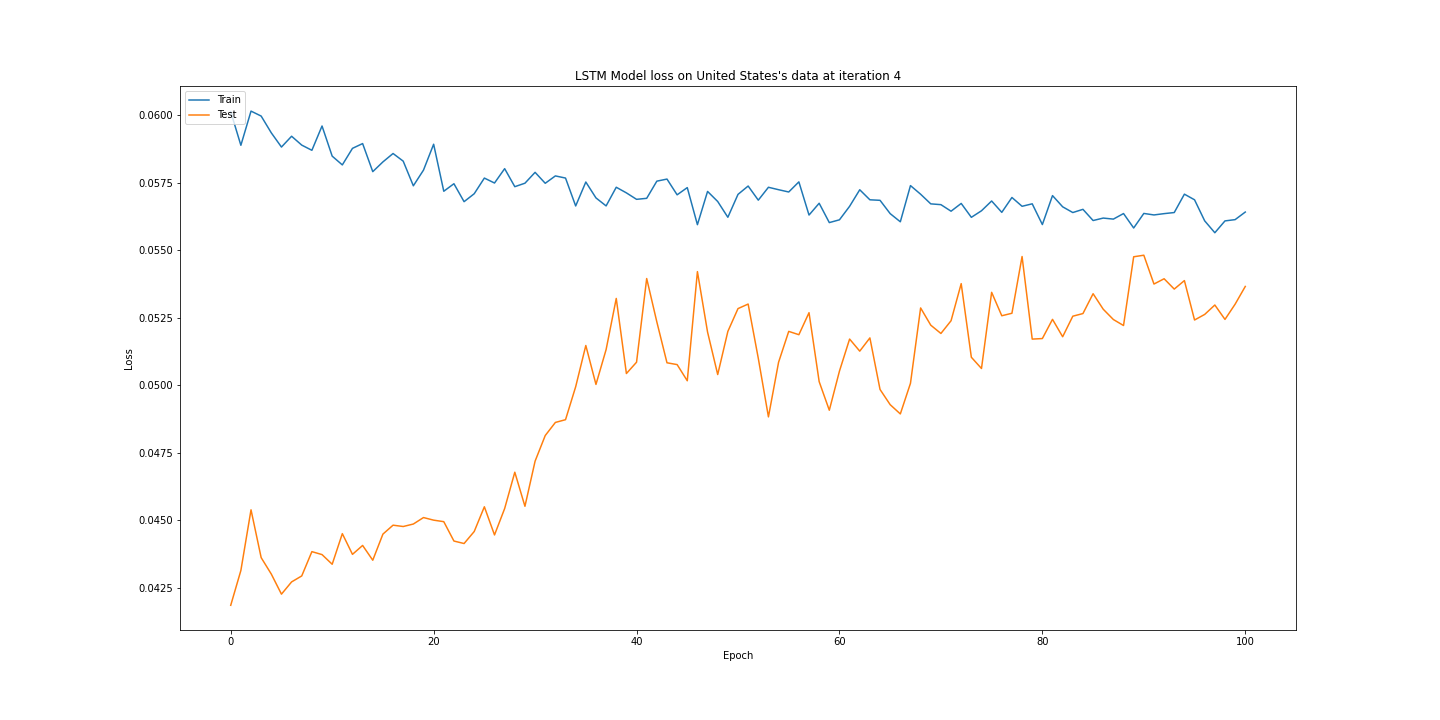 LSTM Model loss on United States's data at iteration 4
Train
Test
0.0600
0.0575
0.0550
0.0525
0.0500
0.0475
0.0450
0.0425
Loss
0 20 40 60 80 100
Epoch